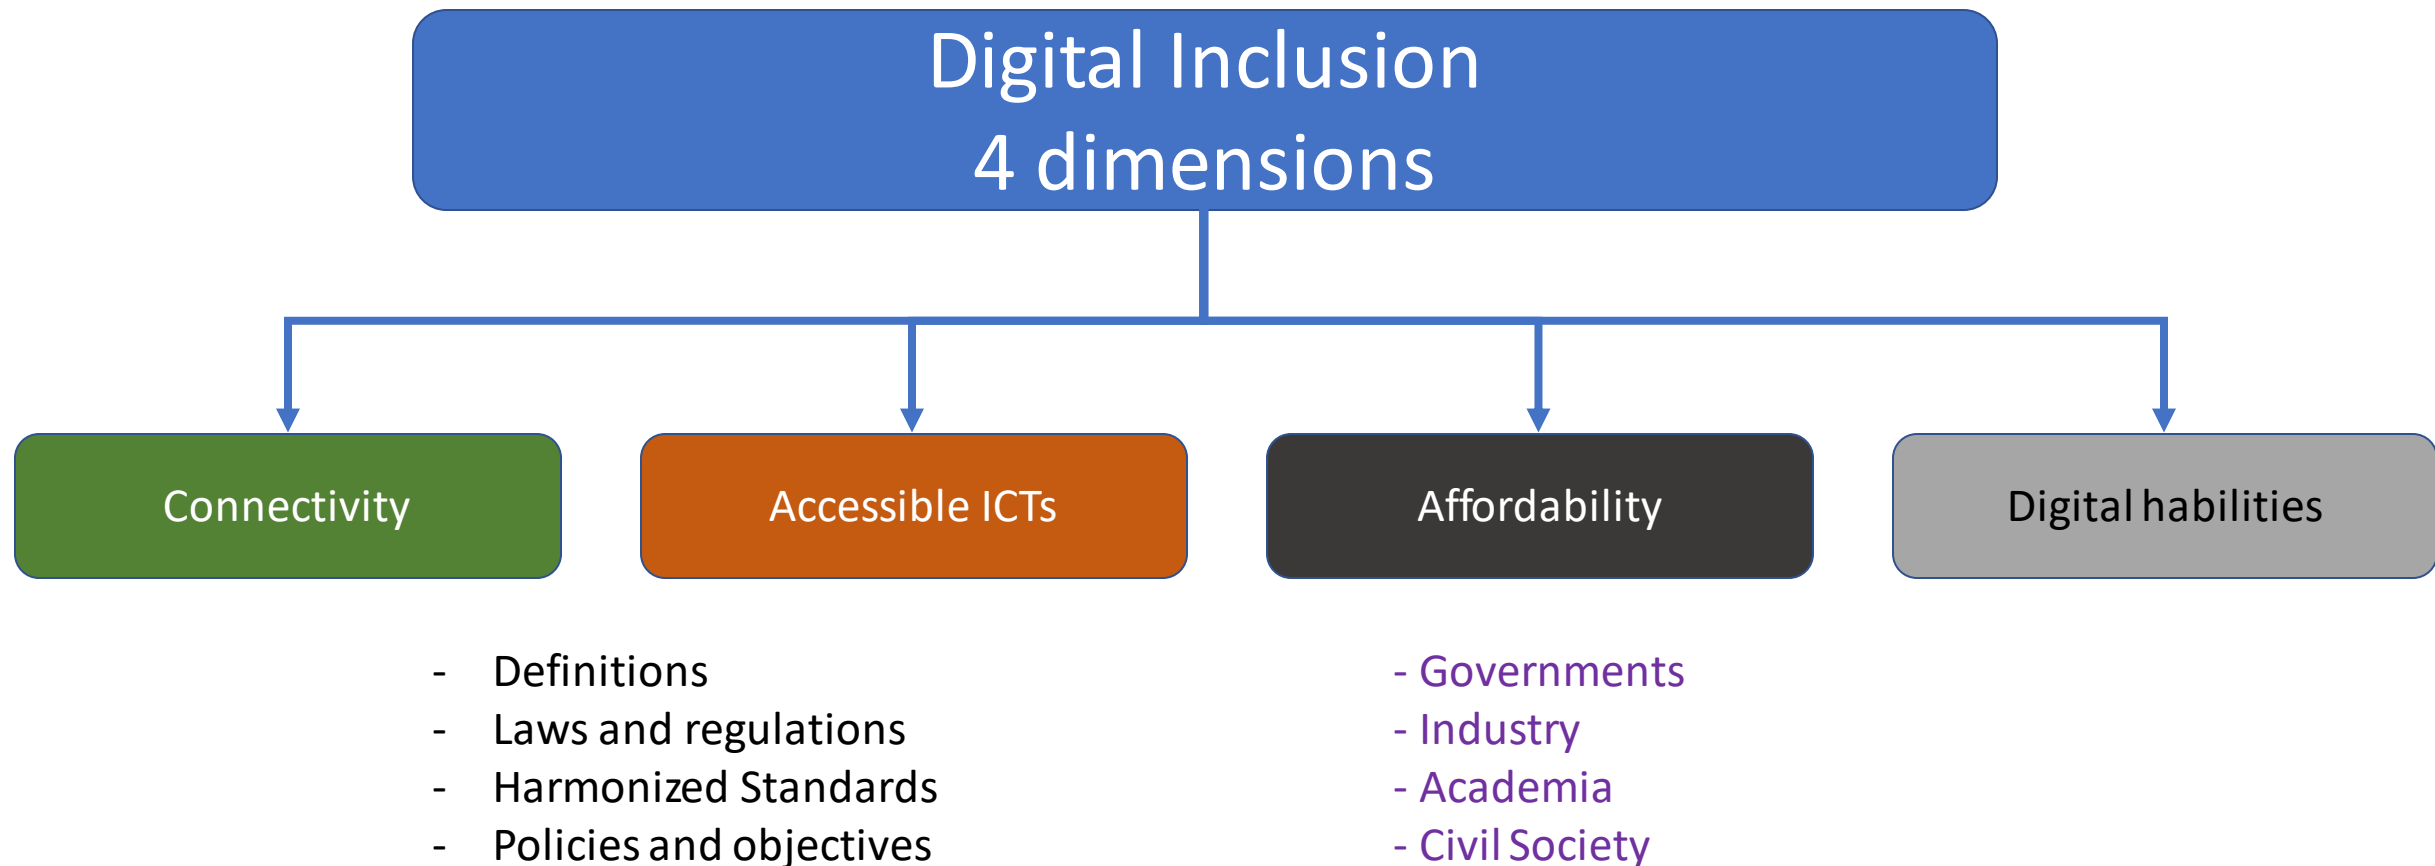 Digital Inclusion
4 dimensions
Connectivity
Accessible ICTs
Affordability
Digital habilities
- Definitions
- Laws and regulations
- Harmonized Standards
- Policies and objectives
- Governments
- Industry
- Academia
- Civil Society